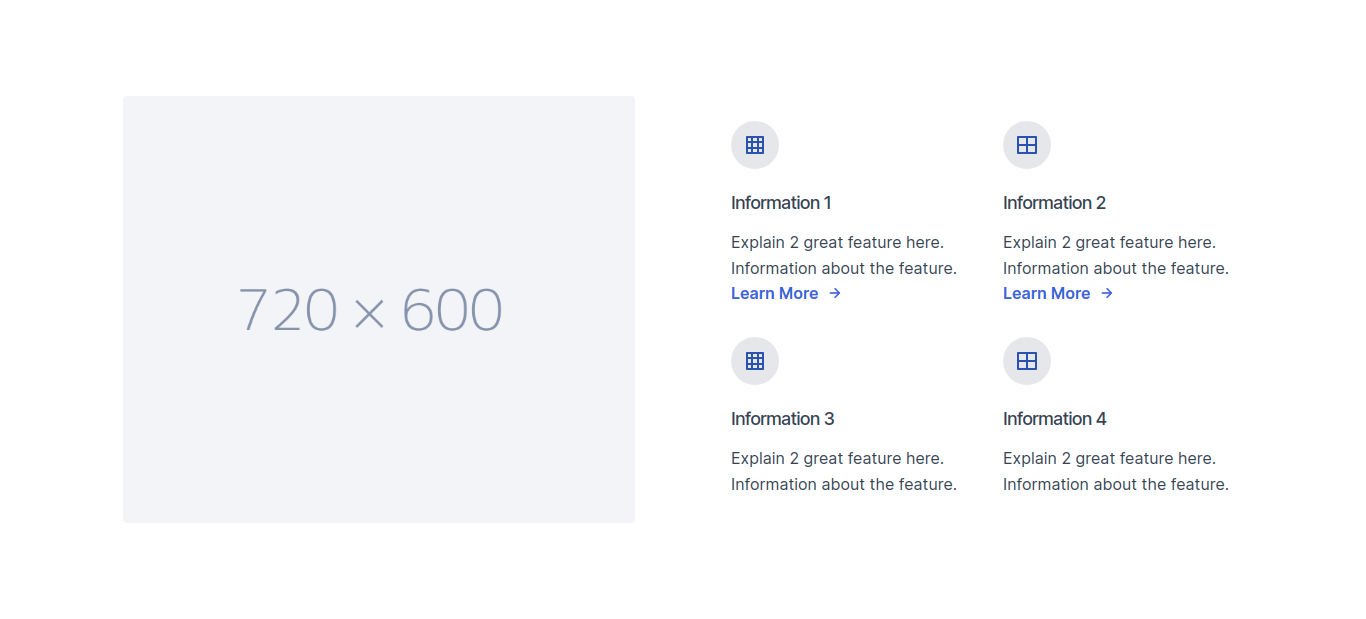 720 × 600
Information 1
Explain 2 great feature here.
Information about the feature.
Learn More →
Information 2
Explain 2 great feature here.
Information about the feature.
Learn More →
Information 3
Explain 2 great feature here.
Information about the feature.
Information 4
Explain 2 great feature here.
Information about the feature.